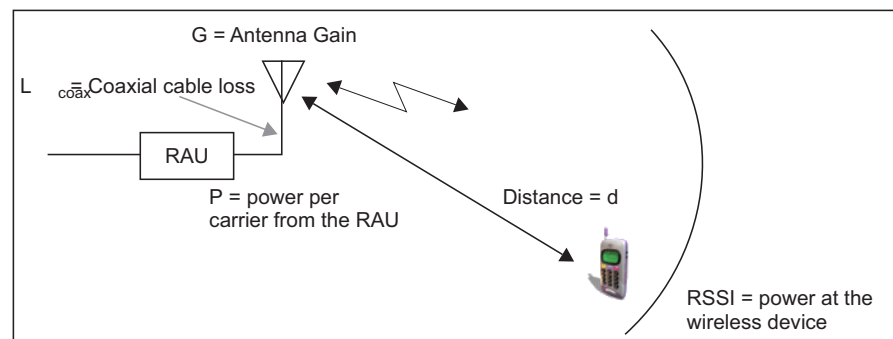 G = Antenna Gain
L coax = Coaxial cable loss
RAU
P = power per
carrier from the RAU
Distance = d
RSSI = power at the
wireless device